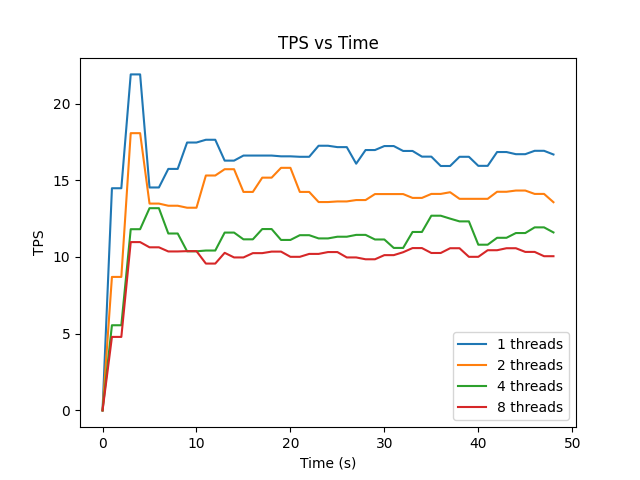 TPS vs Time
TPS
20
15
10
5
0
0 10 20 30 40 50
Time (s)
1 threads
2 threads
4 threads
8 threads